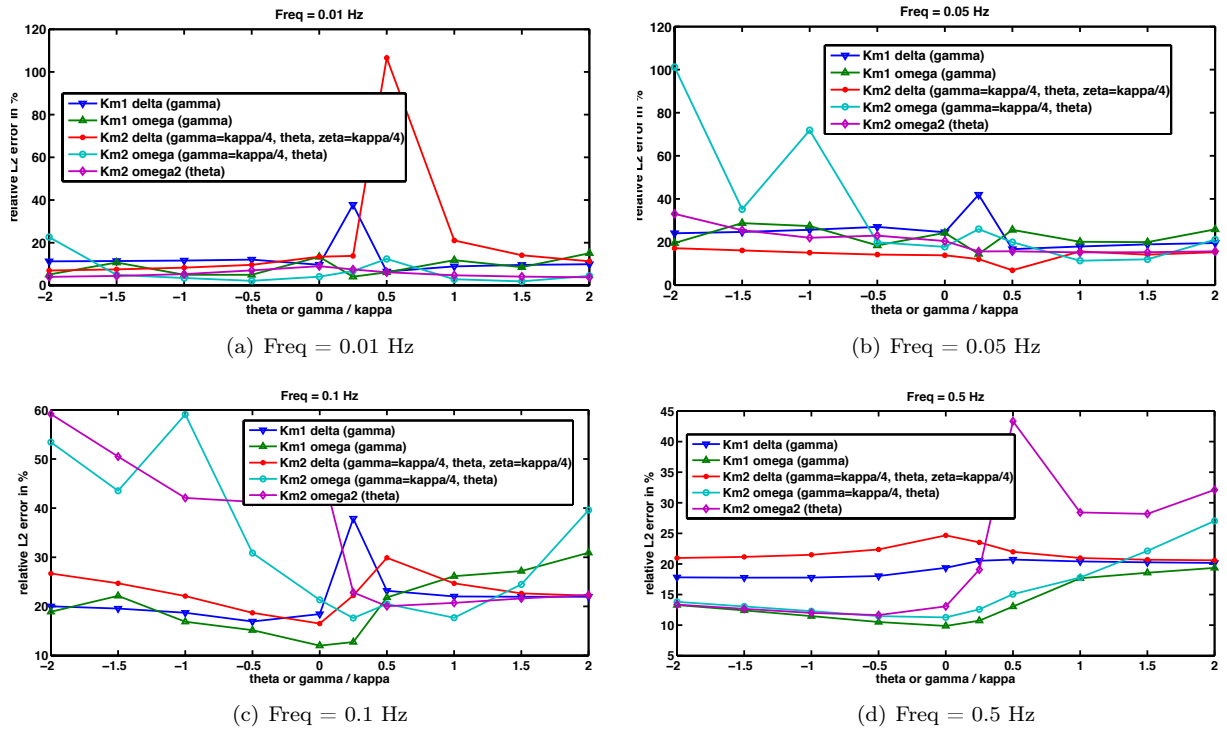 Freq = 0.01 Hz
120
100
80
60
40
20
0
relative L2 error in %
Km1 delta (gamma)
Km1 omega (gamma)
Km2 delta (gamma=kappa/4, theta, zeta=kappa/4)
Km2 omega (gamma=kappa/4, theta)
Km2 omega2 (theta)
−2 −1.5 −1 −0.5 0 0.5 1 1.5 2
theta or gamma / kappa
(a) Freq = 0.01 Hz
Freq = 0.05 Hz
120
100
80
60
40
20
0
relative L2 error in %
Km1 delta (gamma)
Km1 omega (gamma)
Km2 delta (gamma=kappa/4, theta, zeta=kappa/4)
Km2 omega (gamma=kappa/4, theta)
Km2 omega2 (theta)
−2 −1.5 −1 −0.5 0 0.5 1 1.5 2
theta or gamma / kappa
(b) Freq = 0.05 Hz
Freq = 0.1 Hz
60
50
40
30
20
10
relative L2 error in %
Km1 delta (gamma)
Km1 omega (gamma)
Km2 delta (gamma=kappa/4, theta, zeta=kappa/4)
Km2 omega (gamma=kappa/4, theta)
Km2 omega2 (theta)
−2 −1.5 −1 −0.5 0 0.5 1 1.5 2
theta or gamma / kappa
(c) Freq = 0.1 Hz
Freq = 0.5 Hz
45
40
35
30
25
20
15
10
5
relative L2 error in %
Km1 delta (gamma)
Km1 omega (gamma)
Km2 delta (gamma=kappa/4, theta, zeta=kappa/4)
Km2 omega (gamma=kappa/4, theta)
Km2 omega2 (theta)
−2 −1.5 −1 −0.5 0 0.5 1 1.5 2
theta or gamma / kappa
(d) Freq = 0.5 Hz